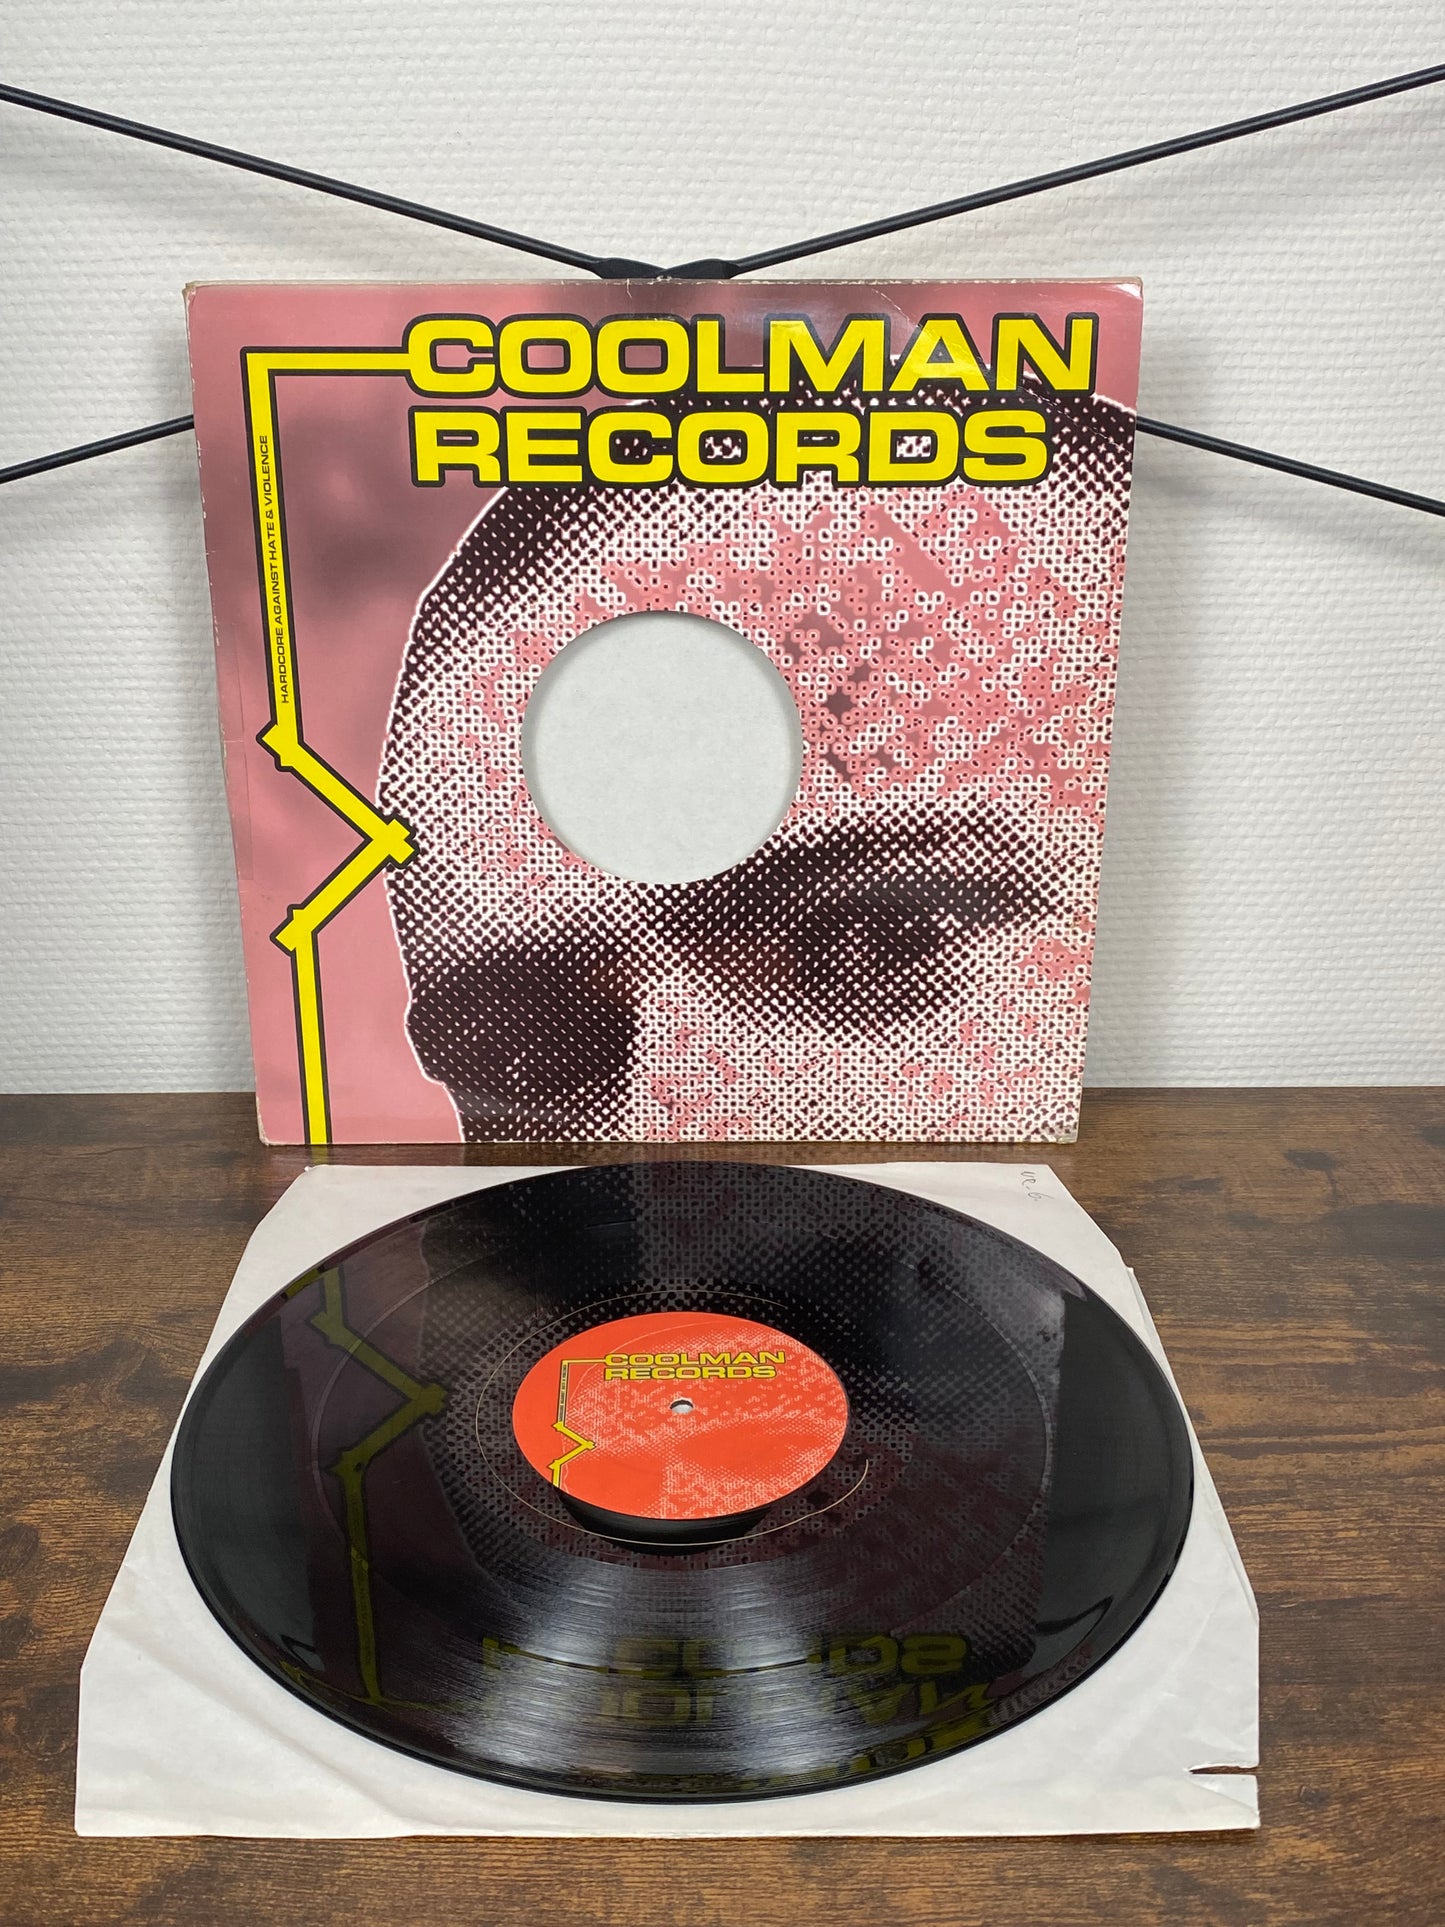 COOLMAN
RECORDS
HARDCORE AGAINST HATE & VIOLENCE
COOLMAN
RECORDS